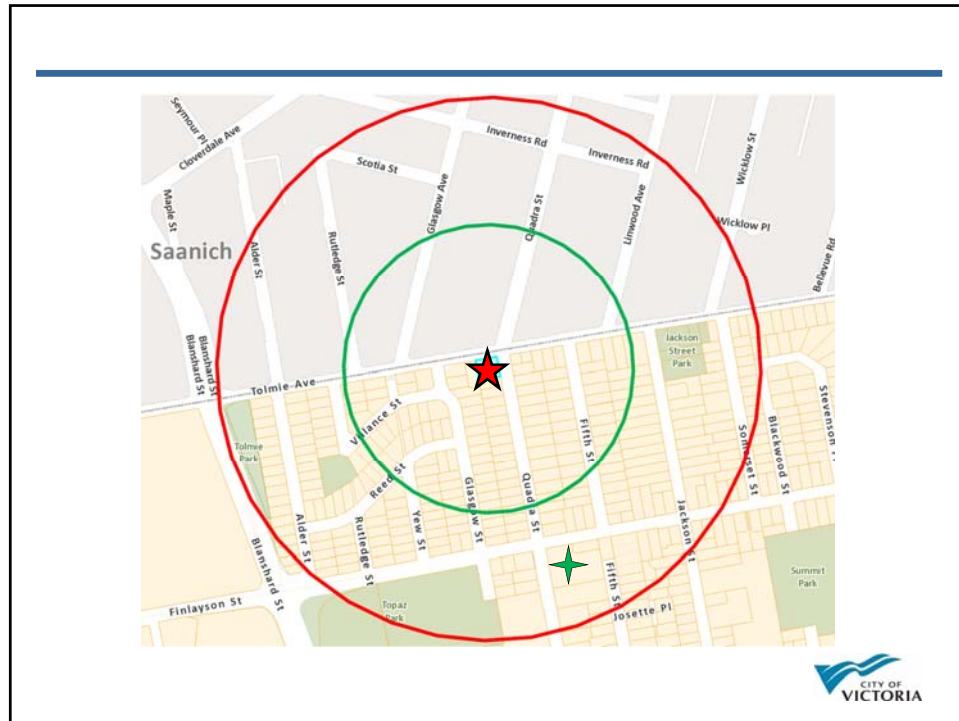 Seymour Pl
Cloverdale Ave
Inverness Rd
Inverness Rd
Scotia St
Wicklow St
Maple St
Glasgow Ave
Quadra St
Linwood Ave
Wicklow Pl
Saanich
Alder St
Rutledge St
Bellevue Rd
Blanshard St
Blanshard St
Jackson
Street
Park
Tolmie Ave
Stevenson Pl
Vallance St
Fifth St
Somerset St
Blackwood St
Tolmie
Park
Reed St
Glasgow St
Quadra St
Alder St
Rutledge St
Yew St
Jackson St
Blanshard St
Fifth St
Summit
Park
Finlayson St
Topaz
Park
Josette Pl
CITY OF
VICTORIA